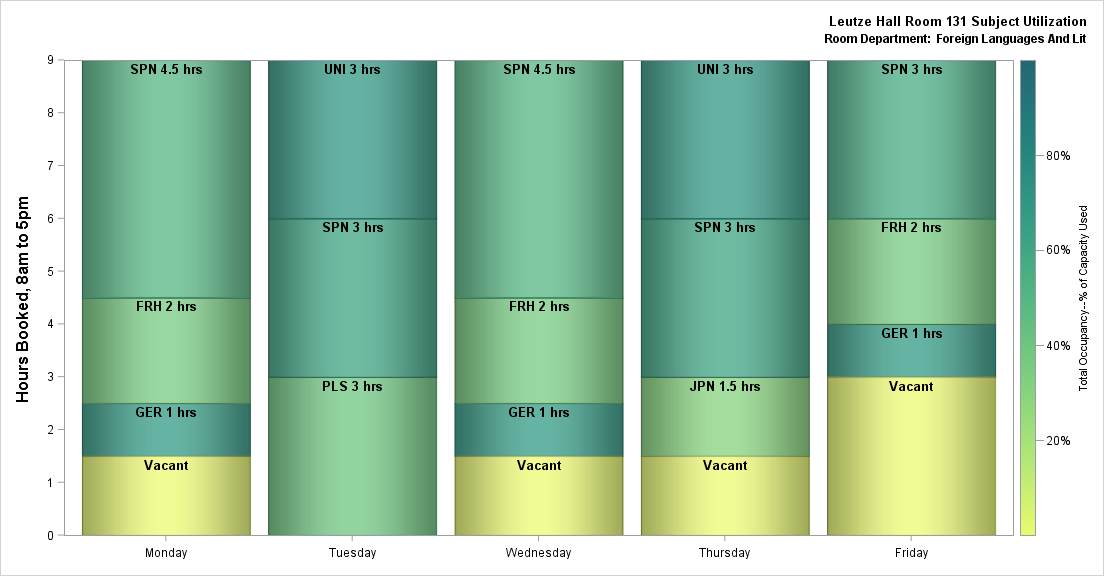 Leutze Hall Room 131 Subject Utilization
Room Department: Foreign Languages And Lit
Hours Booked, 8am to 5pm
9
8
7
6
5
4
3
2
1
0
SPN 4.5 hrs
FRH 2 hrs
GER 1 hrs
Vacant
UNI 3 hrs
SPN 3 hrs
PLS 3 hrs
SPN 4.5 hrs
FRH 2 hrs
GER 1 hrs
Vacant
UNI 3 hrs
SPN 3 hrs
JPN 1.5 hrs
Vacant
SPN 3 hrs
FRH 2 hrs
GER 1 hrs
Vacant
Monday
Tuesday
Wednesday
Thursday
Friday
80%
60%
40%
20%
Total Occupancy--% of Capacity Used